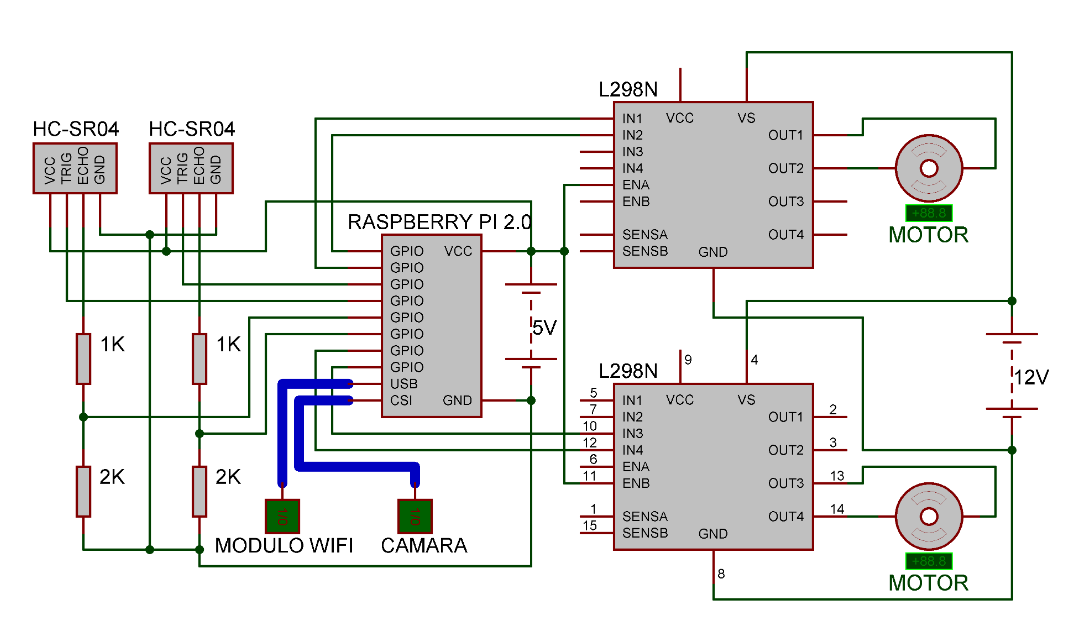 HC-SR04
VCC
TRIG
ECHO
GND
HC-SR04
VCC
TRIG
ECHO
GND
1K
1K
2K
2K
RASPBERRY PI 2.0
GPIO
GPIO
GPIO
GPIO
GPIO
GPIO
GPIO
GPIO
USB
CSI
VCC
GND
5V
MODULO WIFI
CAMARA
L298N
VCC
VS
IN1
IN2
IN3
IN4
ENA
ENB
SENSA
SENSB
GND
OUT1
OUT2
OUT3
OUT4
+88.8
MOTOR
L298N
9
4
VCC
VS
5 IN1
7 IN2
10 IN3
12 IN4
6 ENA
11 ENB
1 SENSA
15 SENSB
GND
8
OUT1 2
OUT2 3
OUT3 13
OUT4 14
+88.8
MOTOR
12V